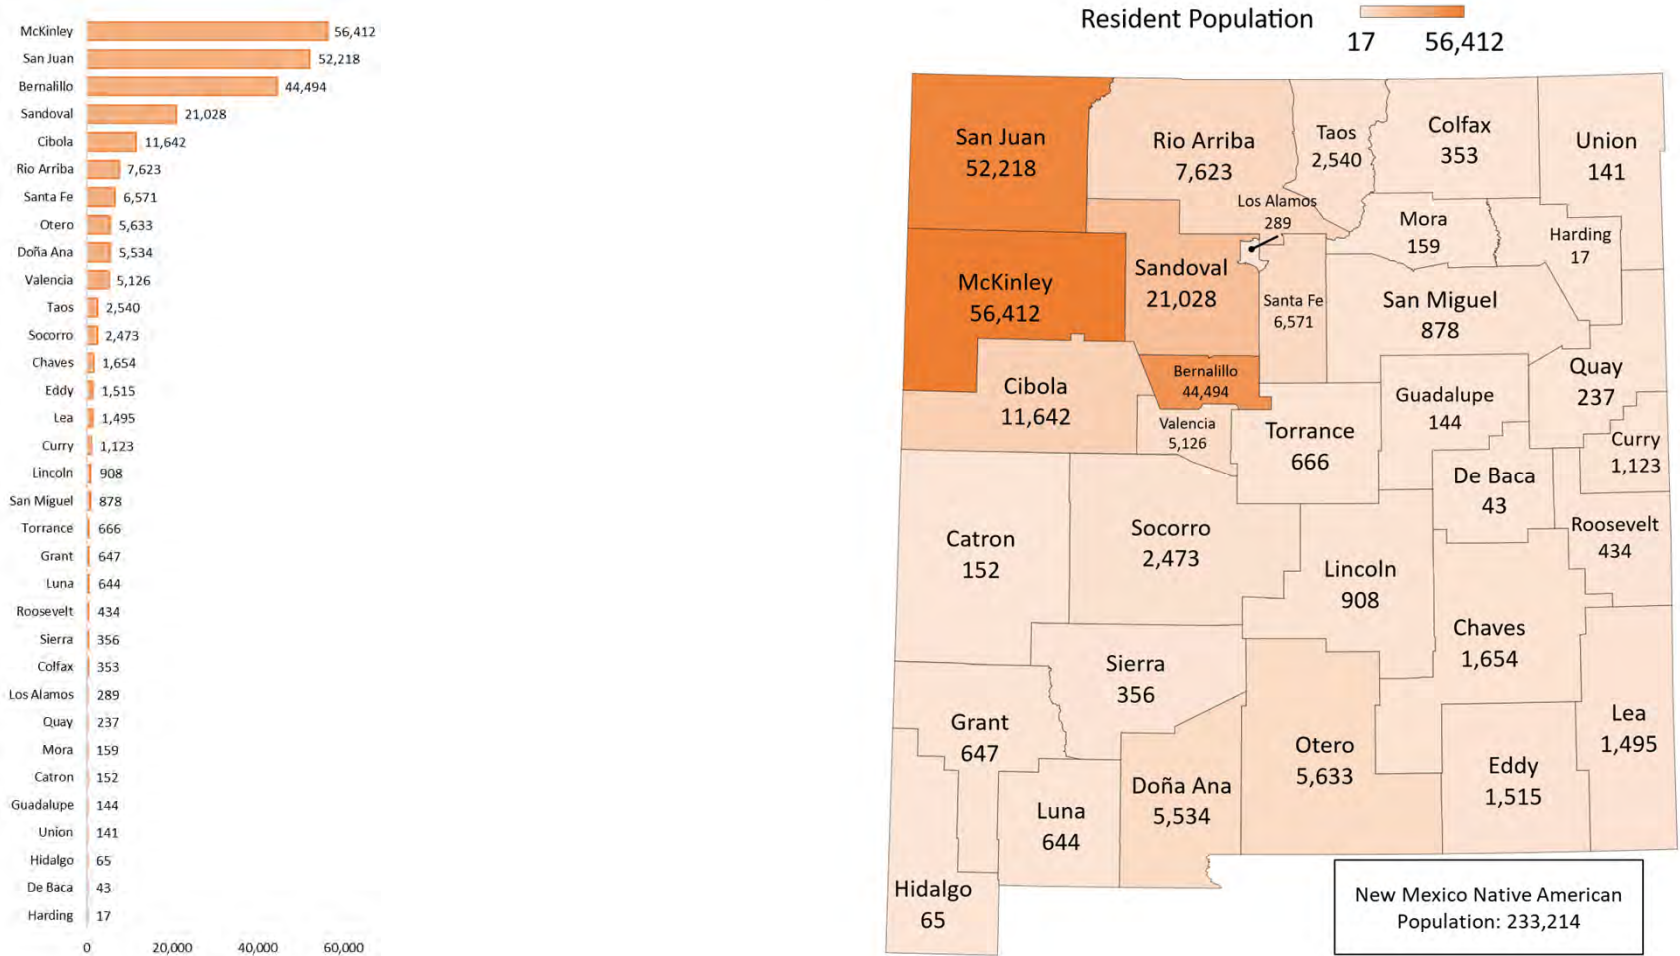 McKinley 56,412
San Juan 52,218
Bernalillo 44,494
Sandoval 21,028
Cibola 11,642
Rio Arriba 7,623
Santa Fe 6,571
Otero 5,633
Doña Ana 5,534
Valencia 5,126
Taos 2,540
Socorro 2,473
Chaves 1,654
Eddy 1,515
Lea 1,495
Curry 1,123
Lincoln 908
San Miguel 878
Torrance 666
Grant 647
Luna 644
Roosevelt 434
Sierra 356
Colfax 353
Los Alamos 289
Quay 237
Mora 159
Catron 152
Guadalupe 144
Union 141
Hidalgo 65
De Baca 43
Harding 17
0 20,000 40,000 60,000
Resident Population
17 56,412
San Juan
52,218
Rio Arriba
7,623
Taos
2,540
Colfax
353
Union
141
Los Alamos
289
Mora
159
Harding
17
McKinley
56,412
Sandoval
21,028
Santa Fe
6,571
San Miguel
878
Cibola
11,642
Bernalillo
44,494
Quay
237
Guadalupe
144
Valencia
5,126
Torrance
666
Curry
1,123
De Baca
43
Catron
152
Socorro
2,473
Roosevelt
434
Lincoln
908
Chaves
1,654
Sierra
356
Grant
647
Lea
1,495
Otero
5,633
Eddy
1,515
Doña Ana
5,534
Luna
644
Hidalgo
65
New Mexico Native American
Population: 233,214